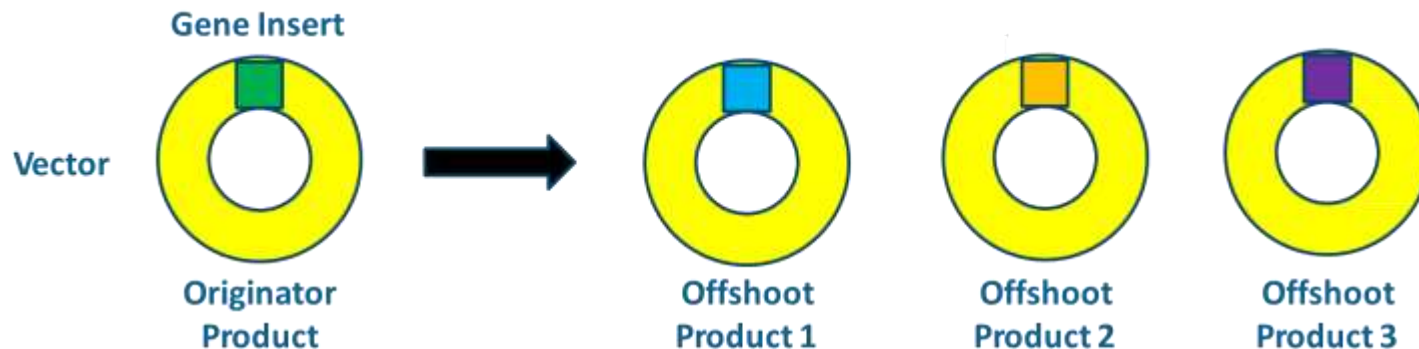 Gene Insert
Vector
Originator
Product
Offshoot
Product 1
Offshoot
Product 2
Offshoot
Product 3